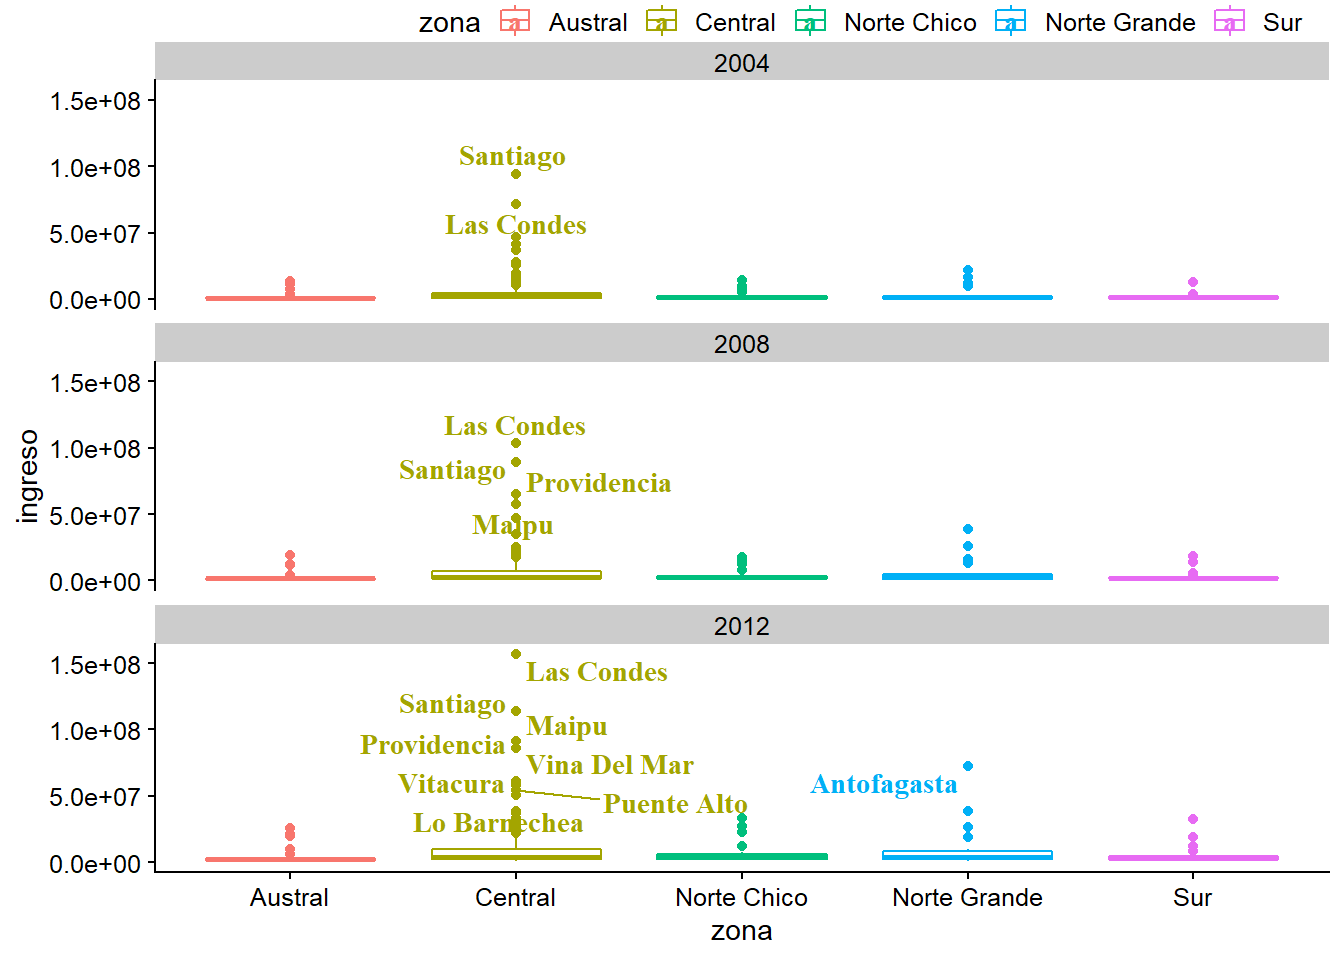 zona a Austral a Central a Norte Chico a Norte Grande a Sur
2004
1.5e+08
1.0e+08
5.0e+07
0.0e+00
Santiago
Las Condes
2008
1.5e+08
1.0e+08
5.0e+07
0.0e+00
Las Condes
Santiago
Providencia
Maipu
ingreso
2012
1.5e+08
1.0e+08
5.0e+07
0.0e+00
Las Condes
Santiago
Maipu
Providencia
Vina Del Mar
Vitacura
Puente Alto
Lo Barnechea
Antofagasta
Austral Central Norte Chico Norte Grande Sur
zona